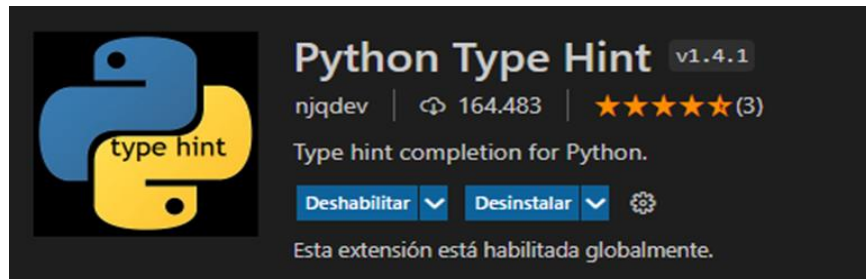 Python Type Hint v1.4.1
njqdev 164.483 (3)
type hint
Type hint completion for Python.
Deshabilitar Desinstalar
Esta extensión está habilitada globalmente.